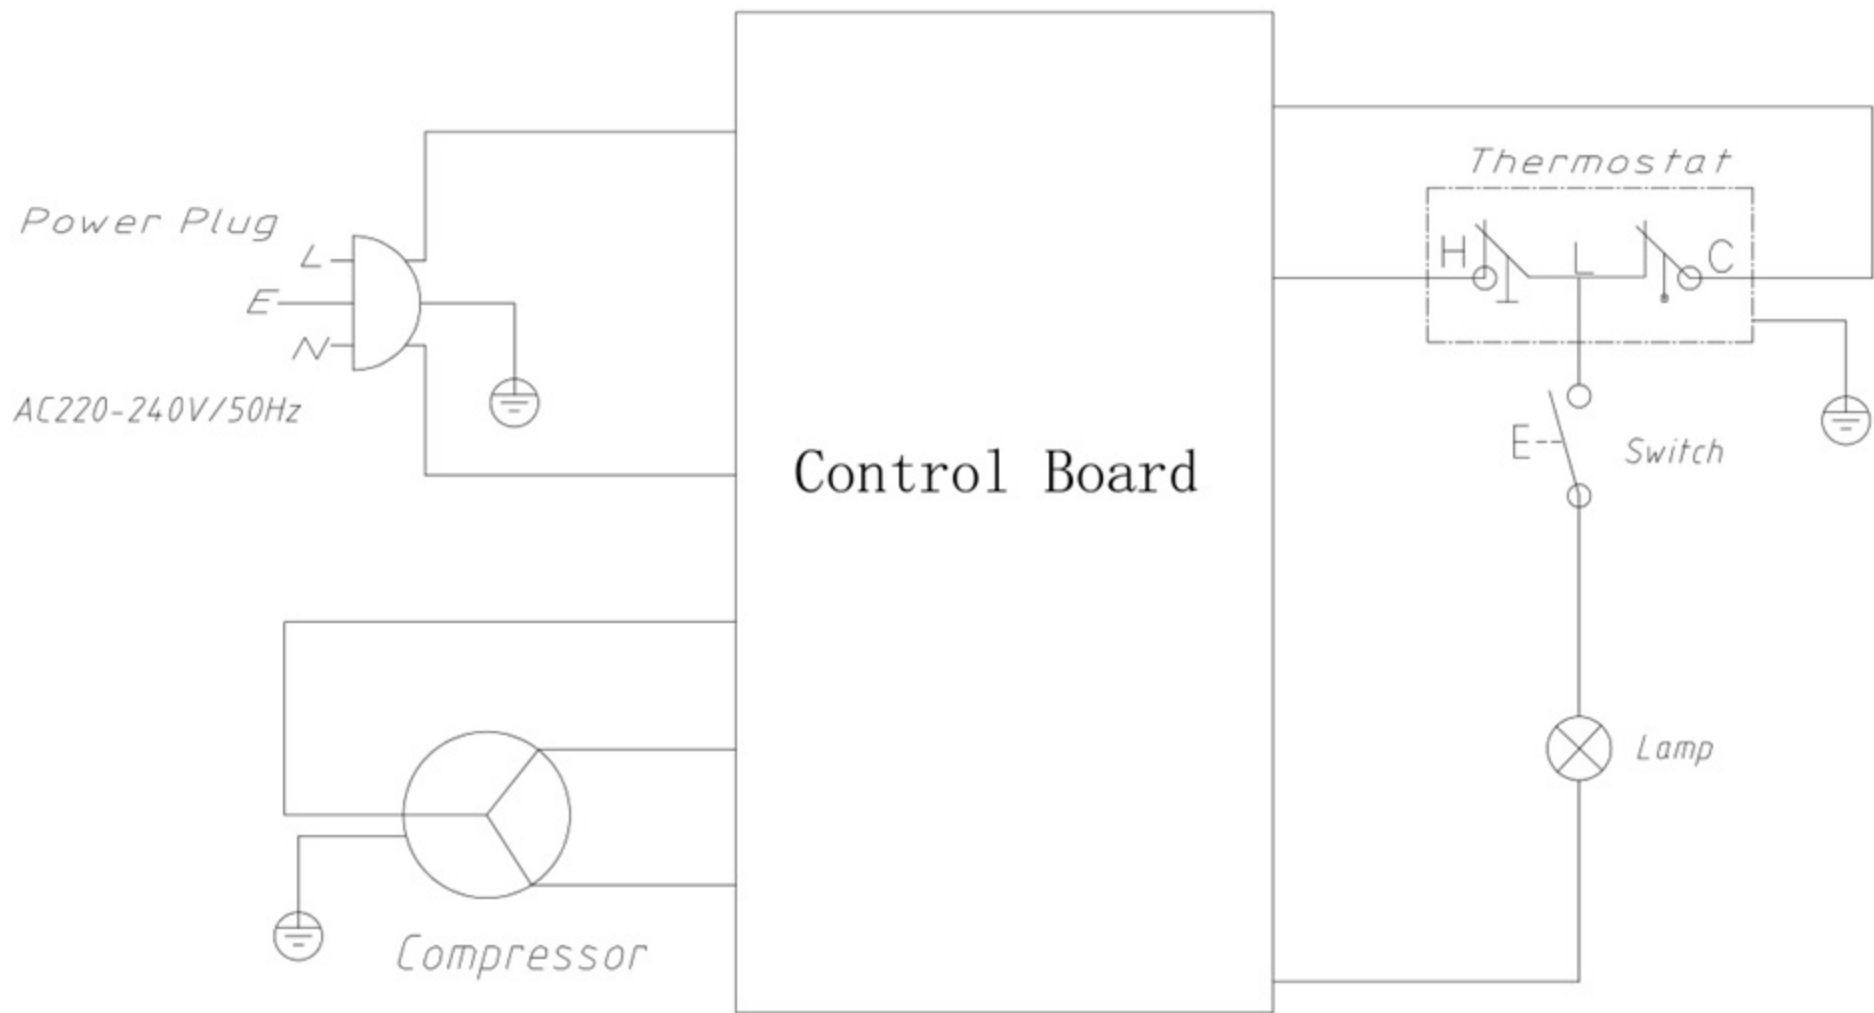 Power Plug
L
E
N
AC220-240V/50Hz
Control Board
Compressor
Thermostat
H
L
C
E
Switch
Lamp